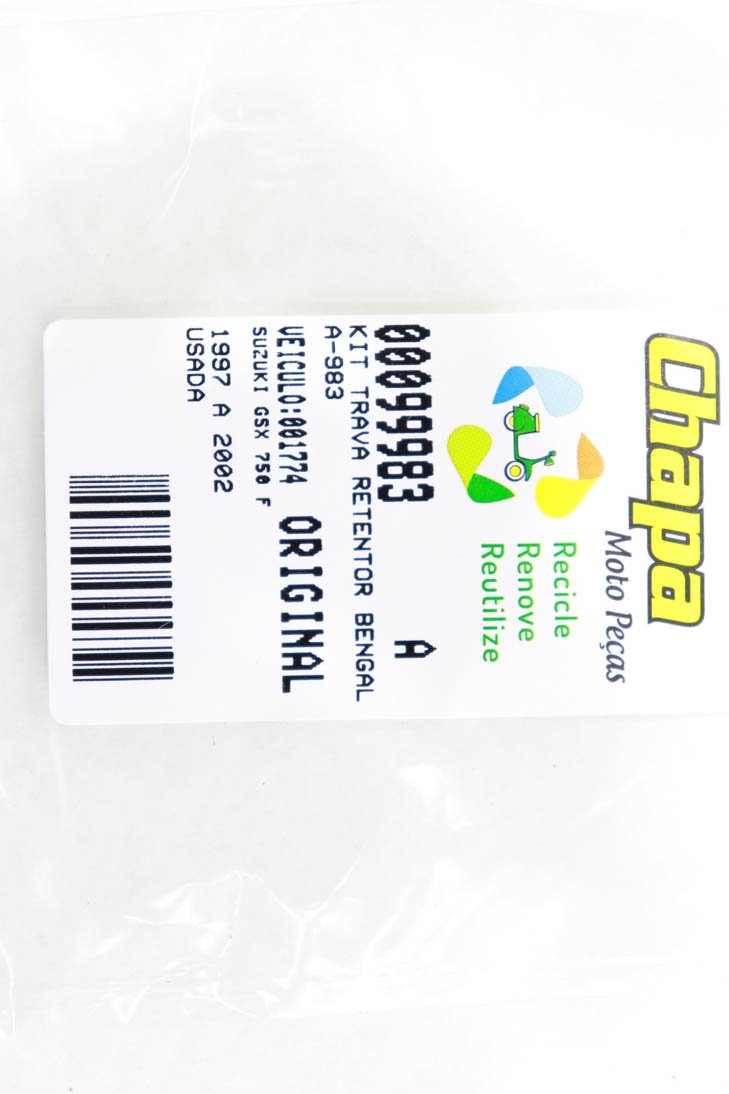 Chapa
Moto Peças
Recicle
Renove
Reutilize
00099983 A
KIT TRAVA RETENTOR BENGAL
A-983
VEICULO:001774 ORIGINAL
SUZUKI GSX 750 F
1997 A 2002
USADA